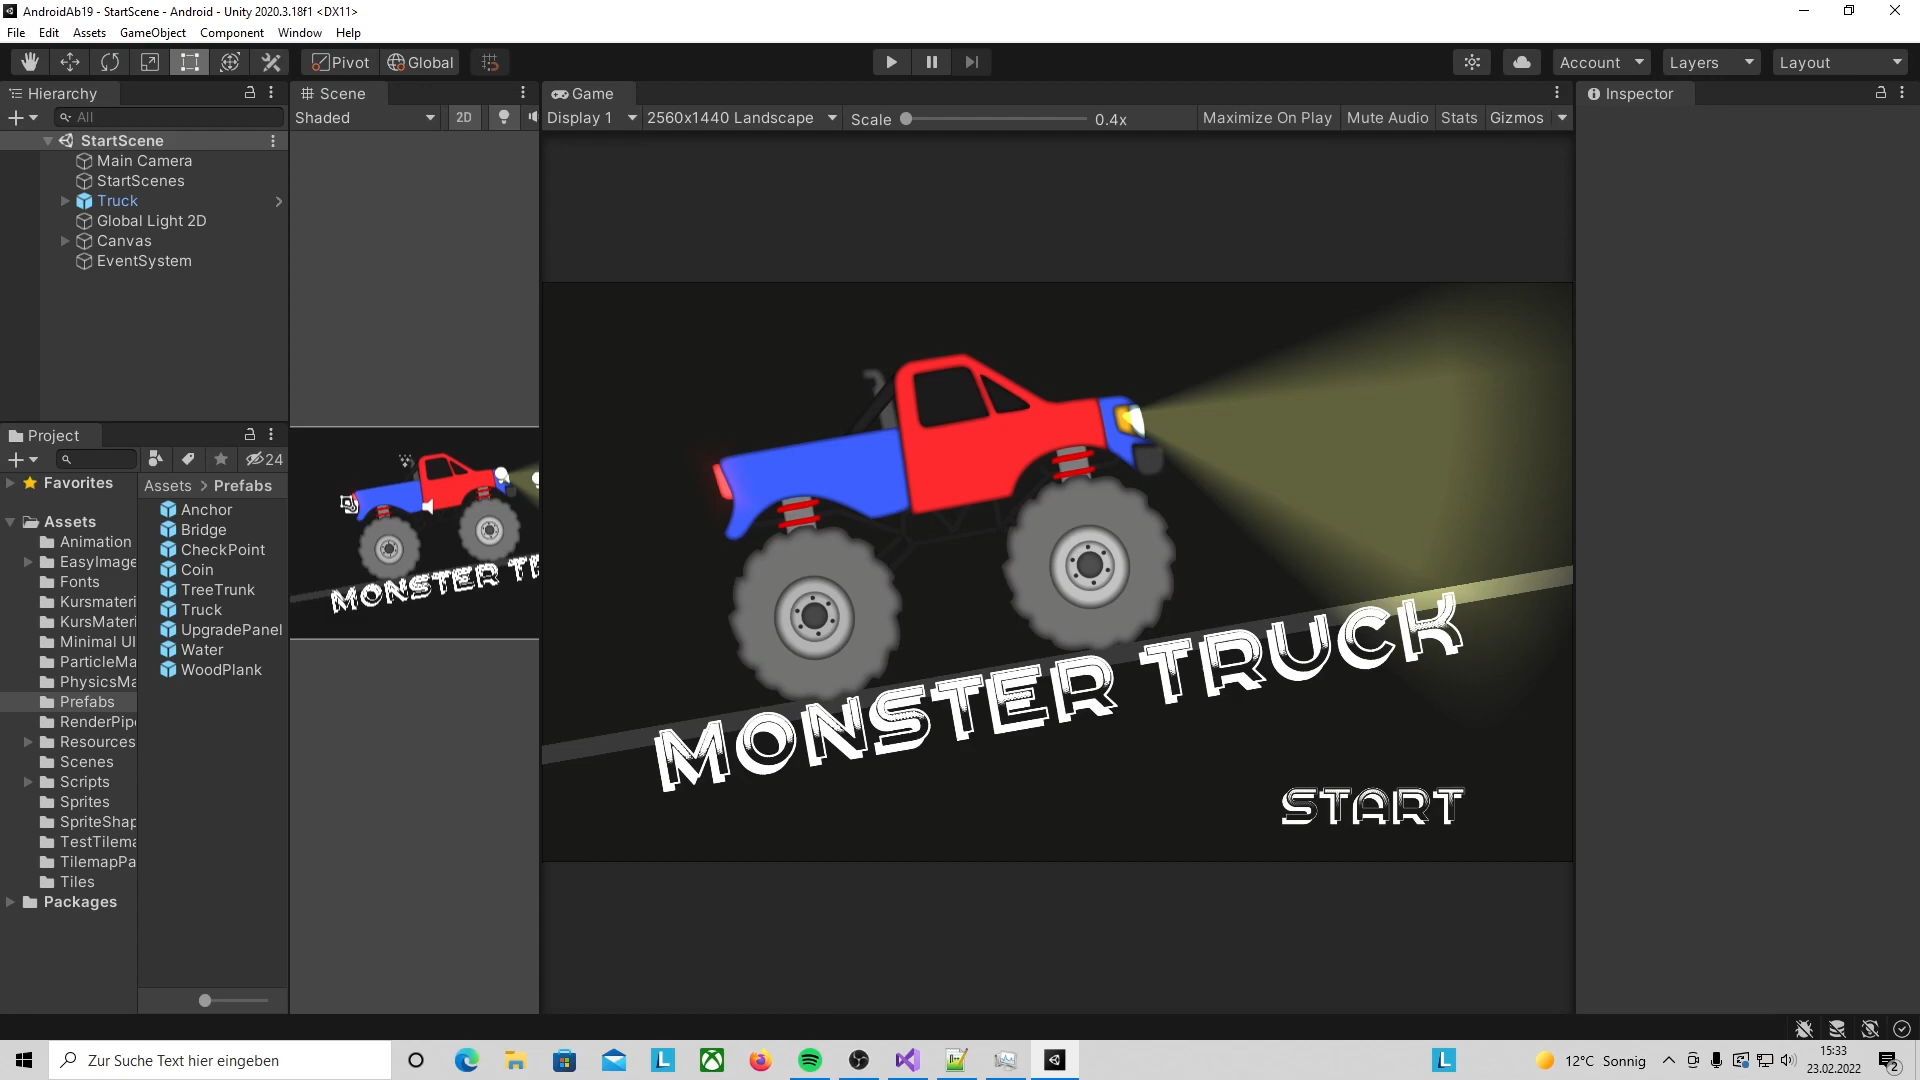 AndroidAb19 - StartScene - Android - Unity 2020.3.18f1 <DX11>
File Edit Assets GameObject Component Window Help
Pivot Global Account Layers Layout
Hierarchy
All
StartScene
Main Camera
StartScenes
Truck
Global Light 2D
Canvas
EventSystem
Scene
Shaded 2D
Game
Display 1 2560x1440 Landscape Scale 0.4x Maximize On Play Mute Audio Stats Gizmos
Inspector
MONSTER TRUCK
START
MONSTER TR
Project
24
Favorites
Assets
Animation
EasyImage
Fonts
Kursmateri
KursMateri
Minimal UI
ParticleMa
PhysicsMa
Prefabs
RenderPip
Resources
Scenes
Scripts
Sprites
SpriteShap
TestTilema
TilemapPa
Tiles
Packages
Assets > Prefabs
Anchor
Bridge
CheckPoint
Coin
TreeTrunk
Truck
UpgradePanel
Water
WoodPlank
Zur Suche Text hier eingeben
12°C Sonnig
15:33
23.02.2022
2